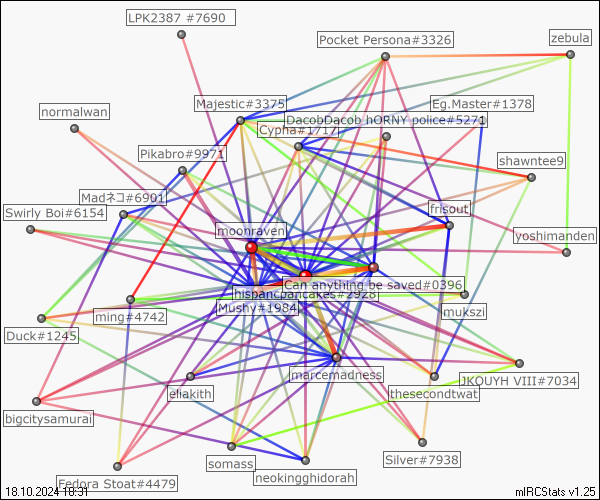 LPK2387 #7690
Pocket Persona#3326
zebula
Majestic#3375
Eg.Master#1378
normalwan
DacobDacob hORNY police#5271
Cypha#1717
Pikabro#9971
shawntee9
Madネコ#6901
Swirly Boi#6154
frisout
moonraven
yoshimanden
Can anything be saved#0396
hispanicpancakes#2928
Mushy#1984
mukszi
ming#4742
Duck#1245
marcemadness
JKOUYH VIII#7034
eliakith
thesecondtwat
bigcitysamurai
somass
Silver#7938
neokingghidorah
Fedora Stoat#4479
18.10.2024 18:31
mIRCStats v1.25